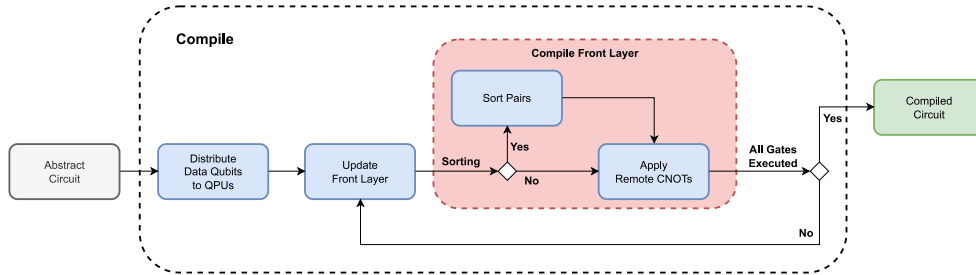 Compile
Compile Front Layer
Sort Pairs
Compiled
Circuit
Yes
Yes
All Gates
Executed
Abstract
Circuit
Distribute
Data Qubits
to QPUs
Update
Front Layer
Sorting
No
Apply
Remote CNOTs
No